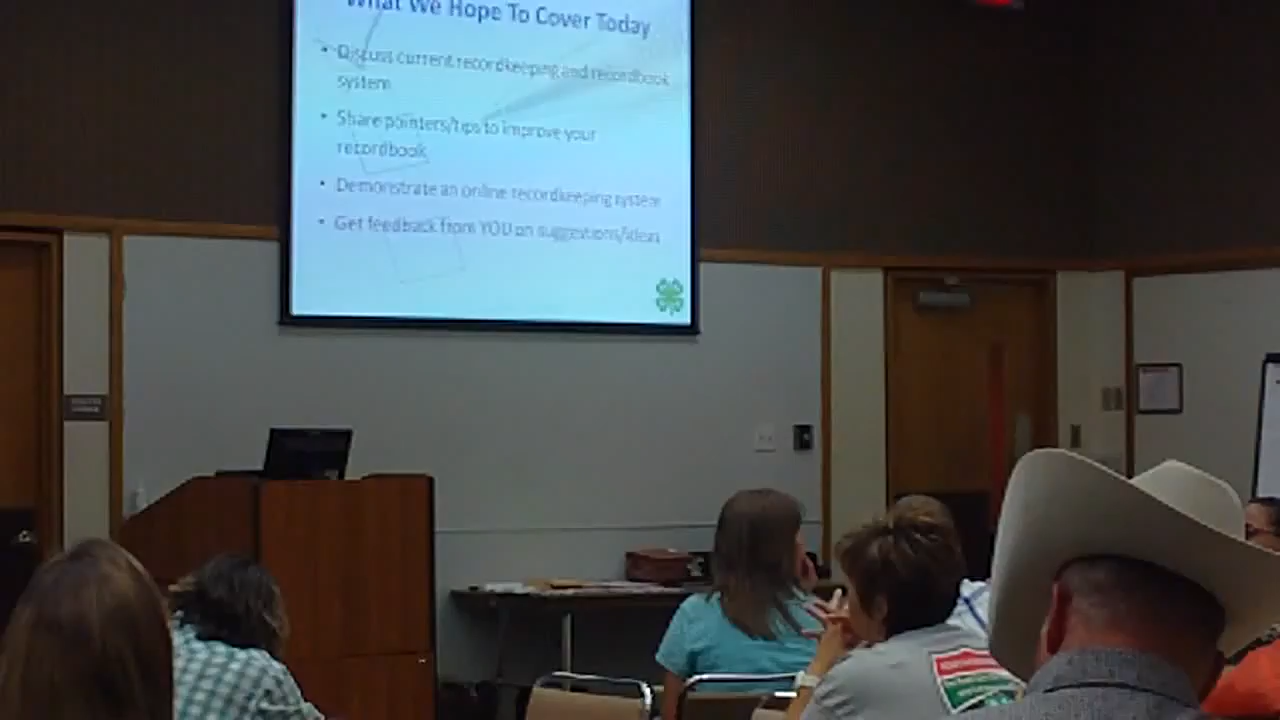 What We Hope To Cover Today
• Discuss current recordkeeping and recordbook
system
• Share pointers/tips to improve your
recordbook
• Demonstrate an online recordkeeping system
• Get feedback from YOU on suggestions/ideas